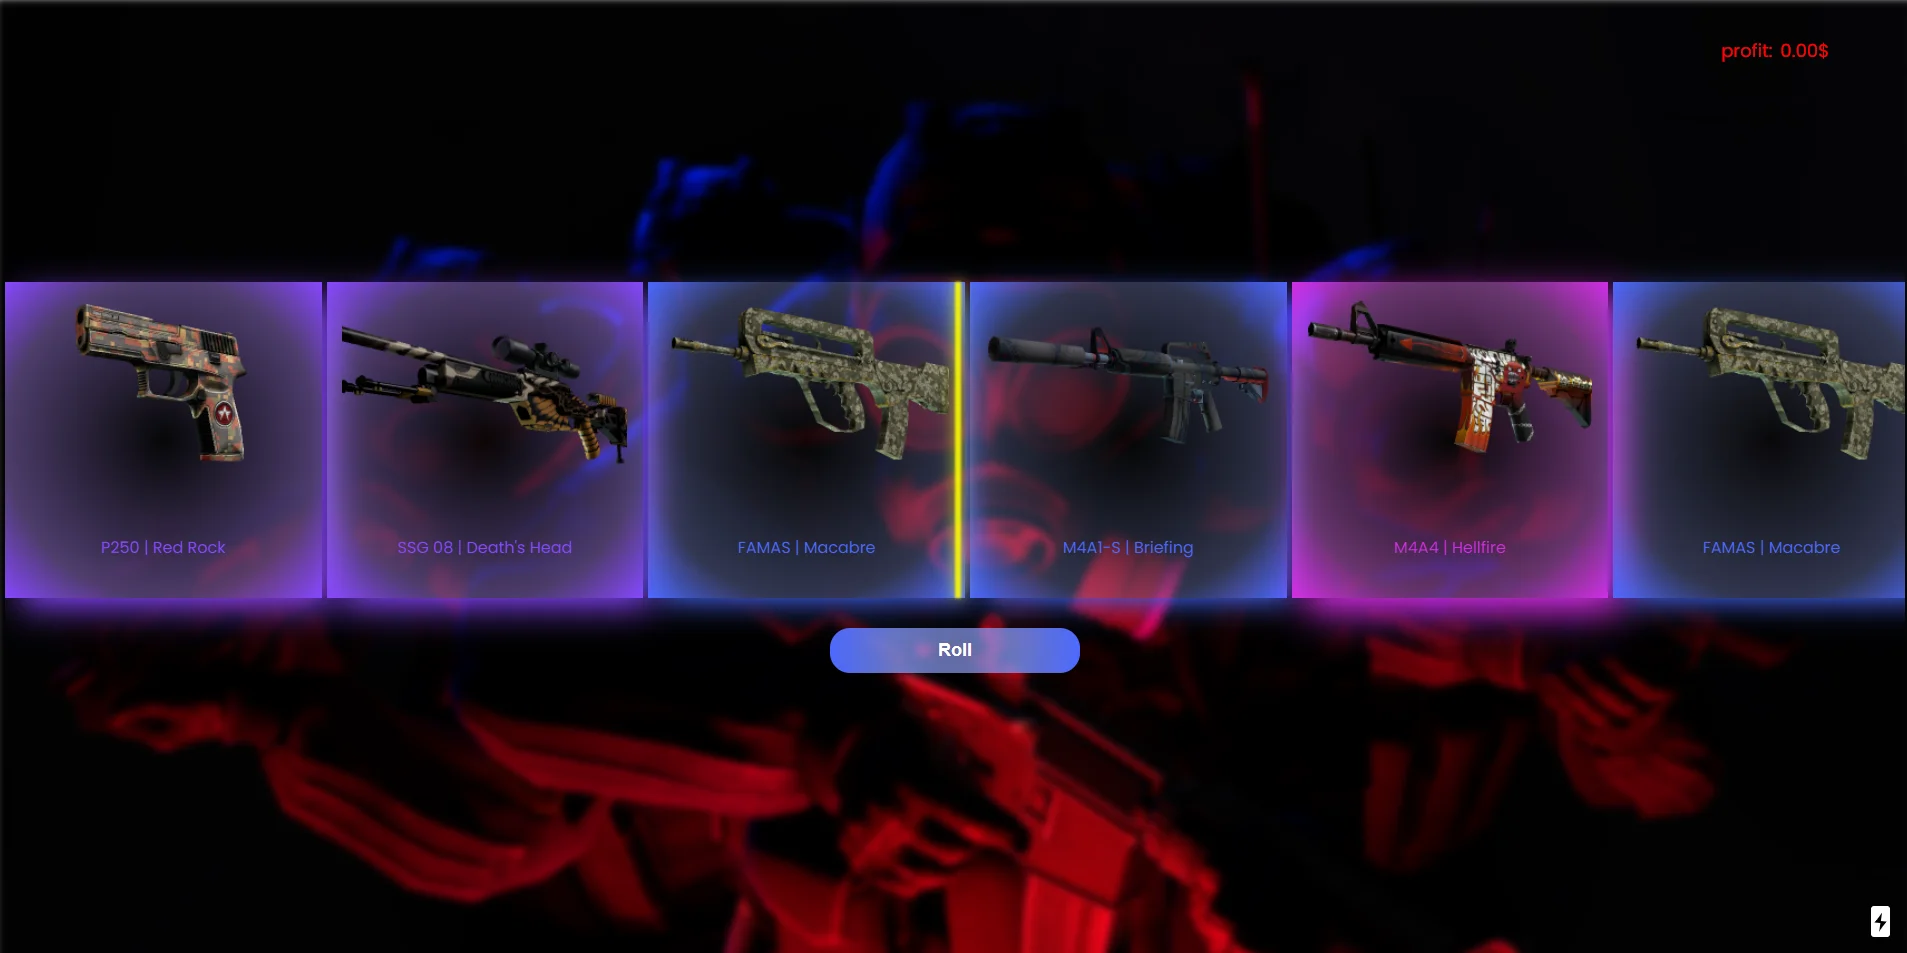 profit: 0.00$
P250 | Red Rock
SSG 08 | Death's Head
FAMAS | Macabre
M4A1-S | Briefing
M4A4 | Hellfire
FAMAS | Macabre
Roll